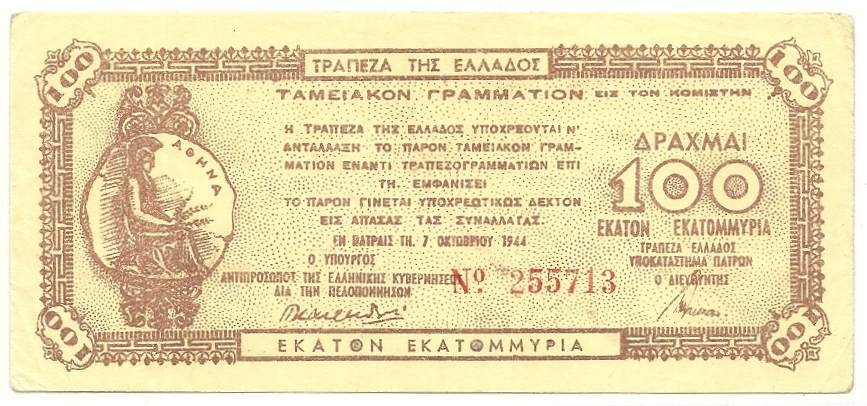 100
100
ΤΡΑΠΕΖΑ ΤΗΣ ΕΛΛΑΔΟΣ
ΤΑΜΕΙΑΚΟΝ ΓΡΑΜΜΑΤΙΟΝ ΕΙΣ ΤΟΝ ΚΟΜΙΣΤΗΝ
ΑΘΗΝΑ
Η ΤΡΑΠΕΖΑ ΤΗΣ ΕΛΛΑΔΟΣ ΥΠΟΧΡΕΟΥΤΑΙ Ν'
ΑΝΤΑΛΛΑΞΗ ΤΟ ΠΑΡΟΝ ΤΑΜΕΙΑΚΟΝ ΓΡΑΜ-
ΜΑΤΙΟΝ ΕΝΑΝΤΙ ΤΡΑΠΕΖΟΓΡΑΜΜΑΤΙΩΝ ΕΠΙ
ΤΗ ΕΜΦΑΝΙΣΕΙ
ΤΟ ΠΑΡΟΝ ΓΙΝΕΤΑΙ ΥΠΟΧΡΕΩΤΙΚΩΣ ΔΕΚΤΟΝ
ΕΙΣ ΑΠΑΣΑΣ ΤΑΣ ΣΥΝΑΛΛΑΓΑΣ.
ΕΝ ΠΑΤΡΑΙΣ ΤΗ. 7 ΟΚΤΩΒΡΙΟΥ 1944
Ο ΥΠΟΥΡΓΟΣ
ΑΝΤΙΠΡΟΣΩΠΟΣ ΤΗΣ ΕΛΛΗΝΙΚΗΣ ΚΥΒΕΡΝΗΣΕΩΣ
ΔΙΑ ΤΗΝ ΠΕΛΟΠΟΝΝΗΣΟΝ
Nº 255713
ΔΡΑΧΜΑΙ
100
ΕΚΑΤΟΝ ΕΚΑΤΟΜΜΥΡΙΑ
ΤΡΑΠΕΖΑ ΕΛΛΑΔΟΣ
ΥΠΟΚΑΤΑΣΤΗΜΑ ΠΑΤΡΩΝ
Ο ΔΙΕΥΘΥΝΤΗΣ
100
ΕΚΑΤΟΝ ΕΚΑΤΟΜΜΥΡΙΑ
100